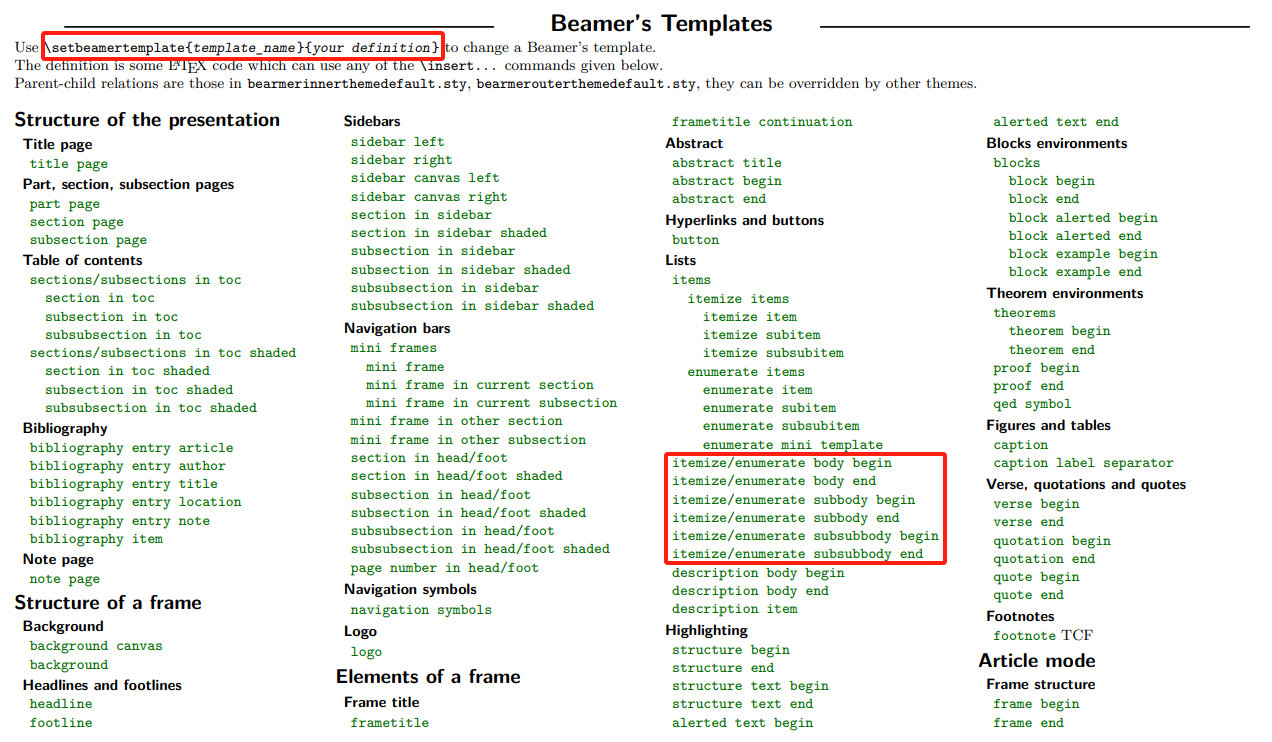 Beamer's Templates
Use \setbeamertemplate{template_name}{your definition} to change a Beamer's template.
The definition is some LATEX code which can use any of the \insert... commands given below.
Parent-child relations are those in bearmerinnerthemedefault.sty, bearmerouterthemedefault.sty, they can be overridden by other themes.
Structure of the presentation
Title page
title page
Part, section, subsection pages
part page
section page
subsection page
Table of contents
sections/subsections in toc
section in toc
subsection in toc
subsubsection in toc
sections/subsections in toc shaded
section in toc shaded
subsection in toc shaded
subsubsection in toc shaded
Bibliography
bibliography entry article
bibliography entry author
bibliography entry title
bibliography entry location
bibliography entry note
bibliography item
Note page
note page
Structure of a frame
Background
background canvas
background
Headlines and footlines
headline
footline
Sidebars
sidebar left
sidebar right
sidebar canvas left
sidebar canvas right
section in sidebar
section in sidebar shaded
subsection in sidebar
subsection in sidebar shaded
subsubsection in sidebar
subsubsection in sidebar shaded
Navigation bars
mini frames
mini frame
mini frame in current section
mini frame in current subsection
mini frame in other section
mini frame in other subsection
section in head/foot
section in head/foot shaded
subsection in head/foot
subsection in head/foot shaded
subsubsection in head/foot
subsubsection in head/foot shaded
page number in head/foot
Navigation symbols
navigation symbols
Logo
logo
Elements of a frame
Frame title
frametitle
frametitle continuation
Abstract
abstract title
abstract begin
abstract end
Hyperlinks and buttons
button
Lists
items
itemize items
itemize item
itemize subitem
itemize subsubitem
enumerate items
enumerate item
enumerate subitem
enumerate subsubitem
enumerate mini template
itemize/enumerate body begin
itemize/enumerate body end
itemize/enumerate subbody begin
itemize/enumerate subbody end
itemize/enumerate subsubbody begin
itemize/enumerate subsubbody end
description body begin
description body end
description item
Highlighting
structure begin
structure end
structure text begin
structure text end
alerted text begin
alerted text end
Blocks environments
blocks
block begin
block end
block alerted begin
block alerted end
block example begin
block example end
Theorem environments
theorems
theorem begin
theorem end
proof begin
proof end
qed symbol
Figures and tables
caption
caption label separator
Verse, quotations and quotes
verse begin
verse end
quotation begin
quotation end
quote begin
quote end
Footnotes
footnote TCF
Article mode
Frame structure
frame begin
frame end